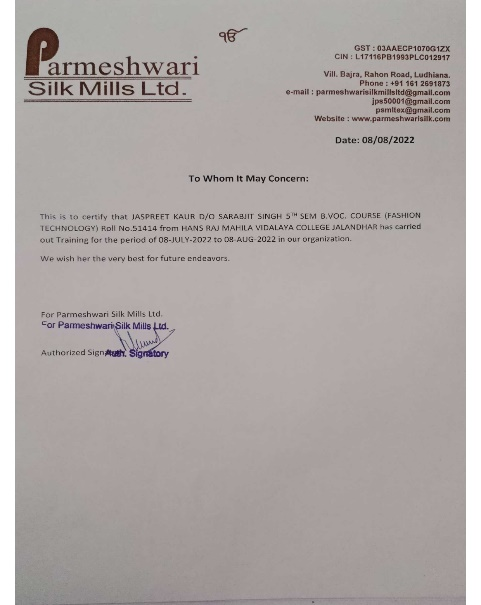 ੴ
Parmeshwari
Silk Mills Ltd.
GST : 03AAECP1070G1ZX
CIN : L17116PB1993PLC012917
Vill. Bajra, Rahon Road, Ludhiana.
Phone : +91 161 2691873
e-mail : parmeshwarisilkmillsltd@gmail.com
jps50001@gmail.com
psmltex@gmail.com
Website : www.parmeshwarisilk.com
Date: 08/08/2022
To Whom It May Concern:
This is to certify that JASPREET KAUR D/O SARABJIT SINGH 5TH SEM B.VOC. COURSE (FASHION
TECHNOLOGY) Roll No.51414 from HANS RAJ MAHILA VIDALAYA COLLEGE JALANDHAR has carried
out Training for the period of 08-JULY-2022 to 08-AUG-2022 in our organization.
We wish her the very best for future endeavors.
For Parmeshwari Silk Mills Ltd.
For Parmeshwari Silk Mills Ltd.
Authorized
Auth. Signatory